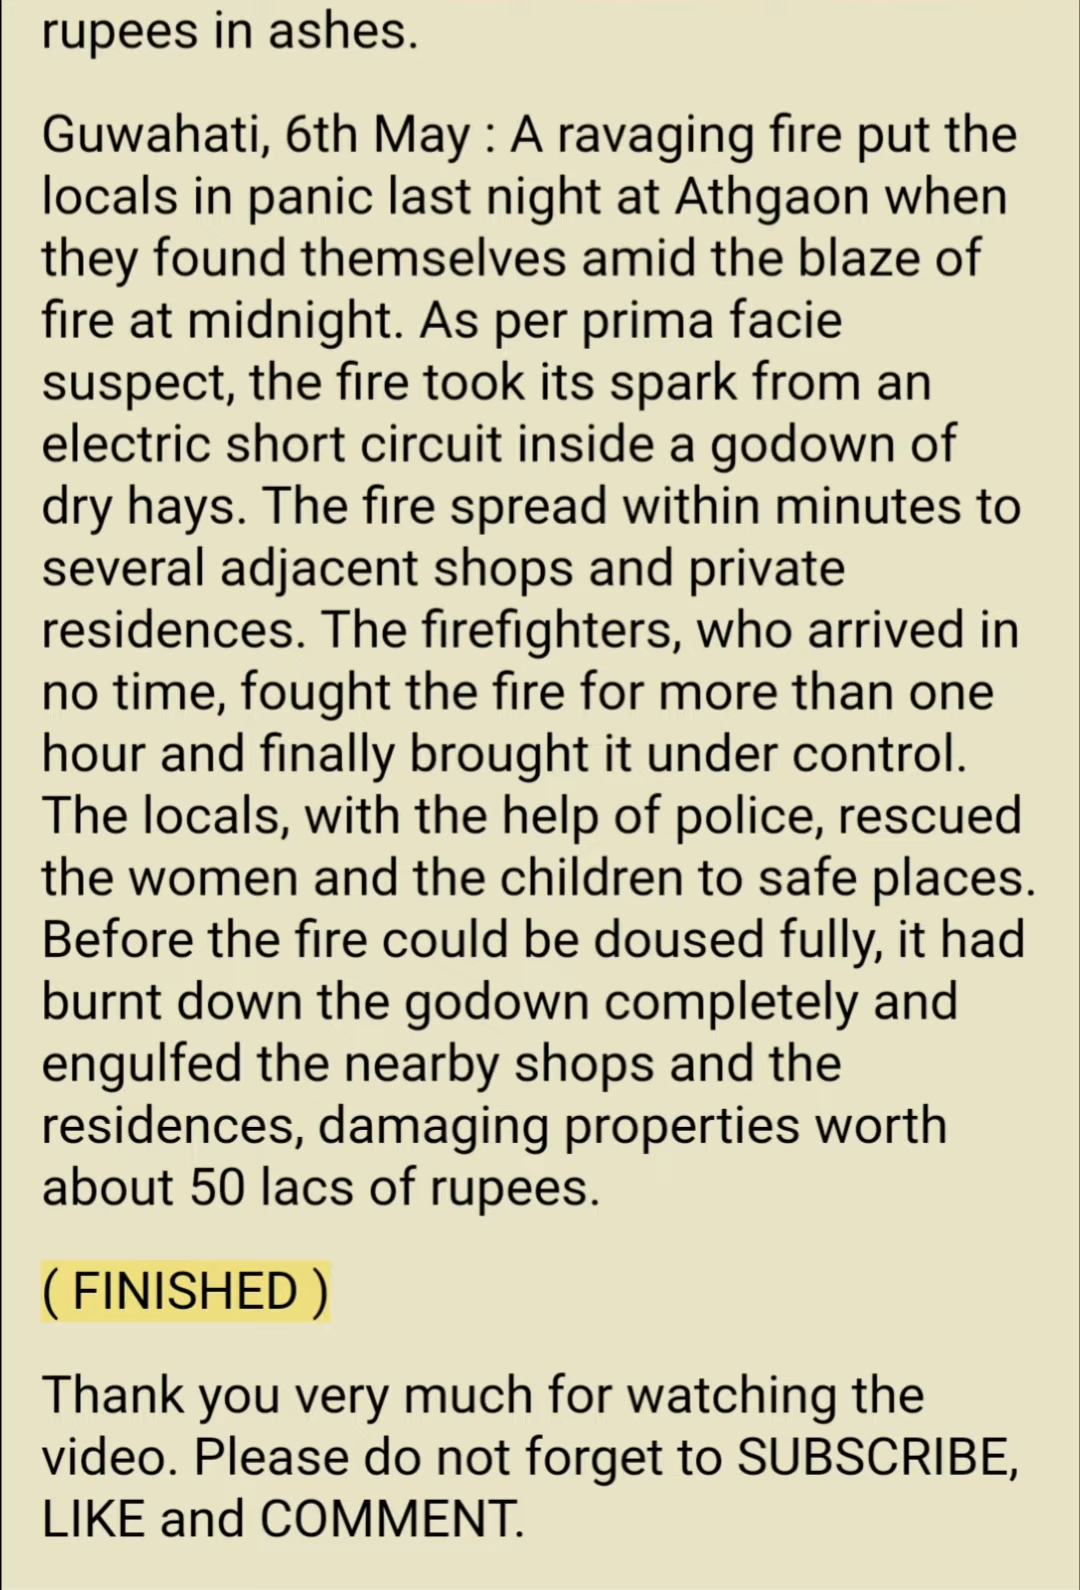 rupees in ashes.
Guwahati, 6th May : A ravaging fire put the
locals in panic last night at Athgaon when
they found themselves amid the blaze of
fire at midnight. As per prima facie
suspect, the fire took its spark from an
electric short circuit inside a godown of
dry hays. The fire spread within minutes to
several adjacent shops and private
residences. The firefighters, who arrived in
no time, fought the fire for more than one
hour and finally brought it under control.
The locals, with the help of police, rescued
the women and the children to safe places.
Before the fire could be doused fully, it had
burnt down the godown completely and
engulfed the nearby shops and the
residences, damaging properties worth
about 50 lacs of rupees.
( FINISHED )
Thank you very much for watching the
video. Please do not forget to SUBSCRIBE,
LIKE and COMMENT.